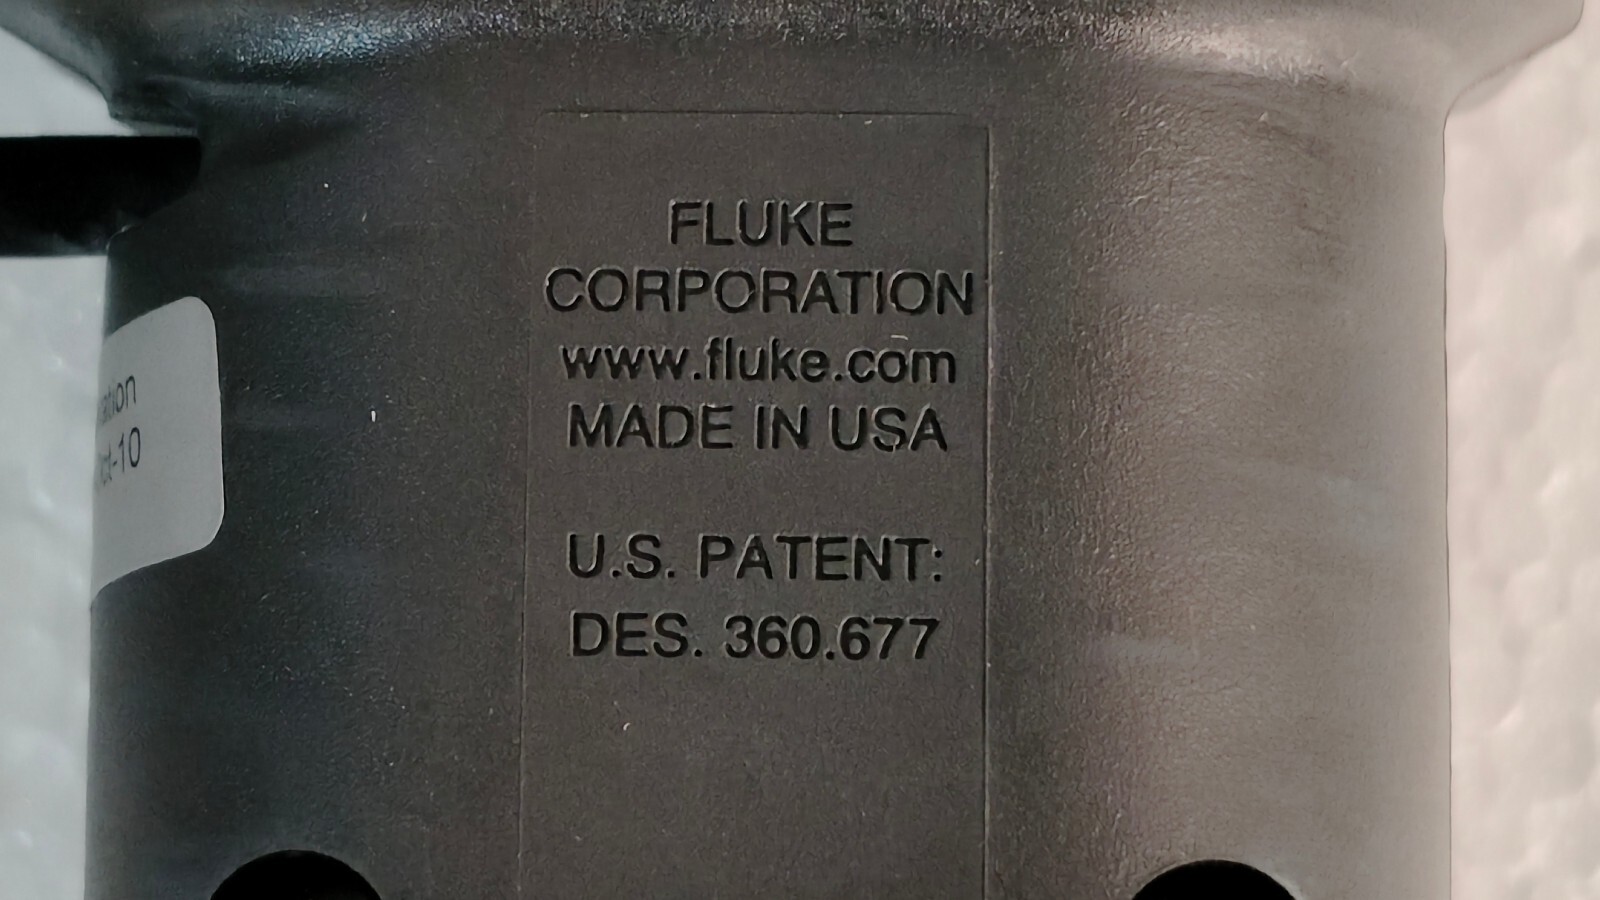 FLUKE
CORPORATION
www.fluke.com
MADE IN USA
U.S. PATENT:
DES. 360.677